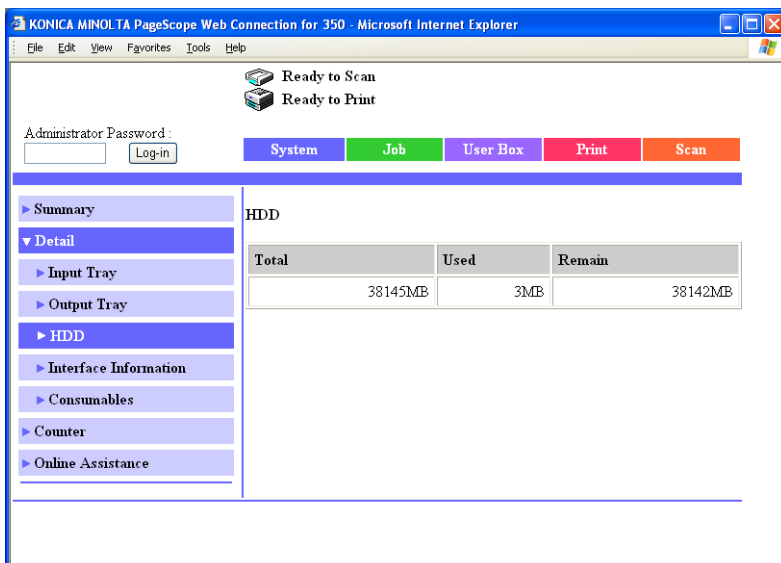 KONICA MINOLTA PageScope Web Connection for 350 - Microsoft Internet Explorer
File Edit View Favorites Tools Help
Ready to Scan
Ready to Print
Administrator Password :
Log-in
System Job User Box Print Scan
Summary
Detail
Input Tray
Output Tray
HDD
Interface Information
Consumables
Counter
Online Assistance
HDD
Total Used Remain
38145MB 3MB 38142MB